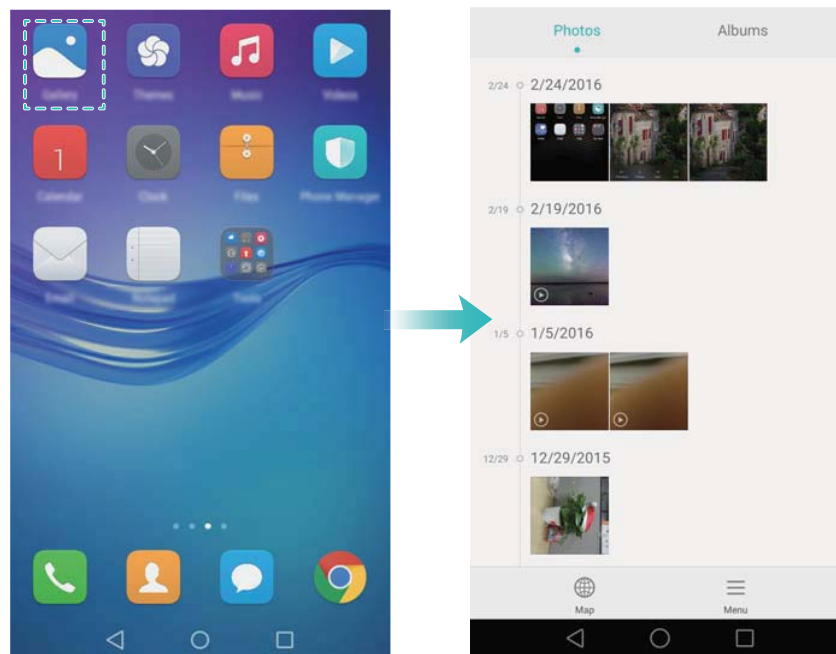 Gallery
Themes
Music
Videos
1
Calendar
Clock
Files
Phone Manager
Email
Notepad
Tools
Photos
Albums
2/24
2/24/2016
2/19
2/19/2016
1/5
1/5/2016
12/29
12/29/2015
Map
Menu